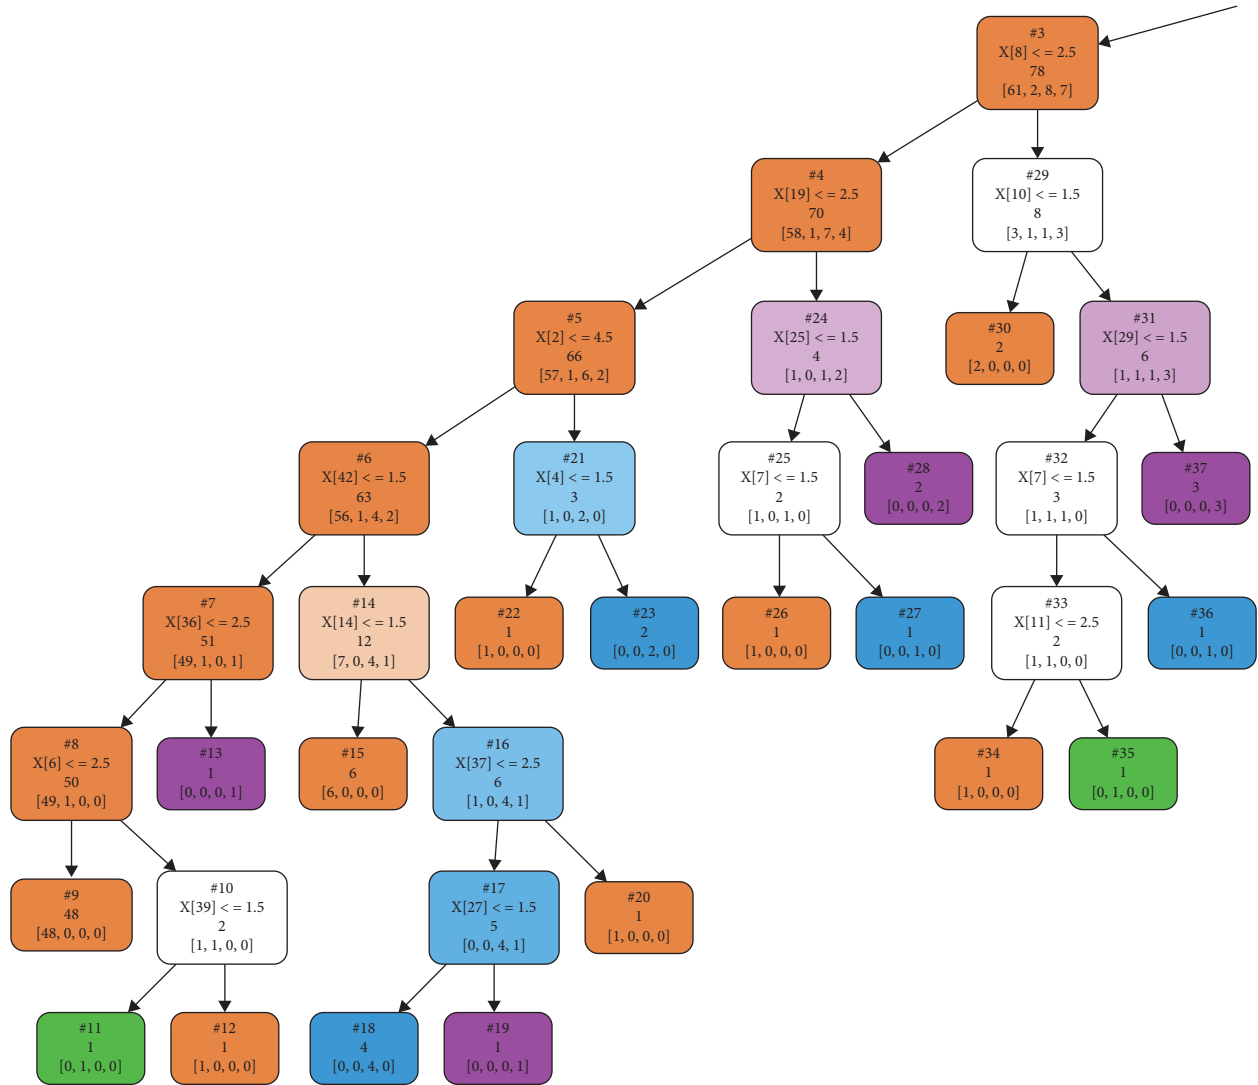 #3
X[8] < = 2.5
78
[61, 2, 8, 7]
#4
X[19] < = 2.5
70
[58, 1, 7, 4]
#29
X[10] < = 1.5
8
[3, 1, 1, 3]
#5
X[2] < = 4.5
66
[57, 1, 6, 2]
#24
X[25] < = 1.5
4
[1, 0, 1, 2]
#30
2
[2, 0, 0, 0]
#31
X[29] < = 1.5
6
[1, 1, 1, 3]
#6
X[42] < = 1.5
63
[56, 1, 4, 2]
#21
X[4] < = 1.5
3
[1, 0, 2, 0]
#25
X[7] < = 1.5
2
[1, 0, 1, 0]
#28
2
[0, 0, 0, 2]
#32
X[7] < = 1.5
3
[1, 1, 1, 0]
#37
3
[0, 0, 0, 3]
#7
X[36] < = 2.5
51
[49, 1, 0, 1]
#14
X[14] < = 1.5
12
[7, 0, 4, 1]
#22
1
[1, 0, 0, 0]
#23
2
[0, 0, 2, 0]
#26
1
[1, 0, 0, 0]
#27
1
[0, 0, 1, 0]
#33
X[11] < = 2.5
2
[1, 1, 0, 0]
#36
1
[0, 0, 1, 0]
#8
X[6] < = 2.5
50
[49, 1, 0, 0]
#13
1
[0, 0, 0, 1]
#15
6
[6, 0, 0, 0]
#16
X[37] < = 2.5
6
[1, 0, 4, 1]
#34
1
[1, 0, 0, 0]
#35
1
[0, 1, 0, 0]
#9
48
[48, 0, 0, 0]
#10
X[39] < = 1.5
2
[1, 1, 0, 0]
#17
X[27] < = 1.5
5
[0, 0, 4, 1]
#20
1
[1, 0, 0, 0]
#11
1
[0, 1, 0, 0]
#12
1
[1, 0, 0, 0]
#18
4
[0, 0, 4, 0]
#19
1
[0, 0, 0, 1]